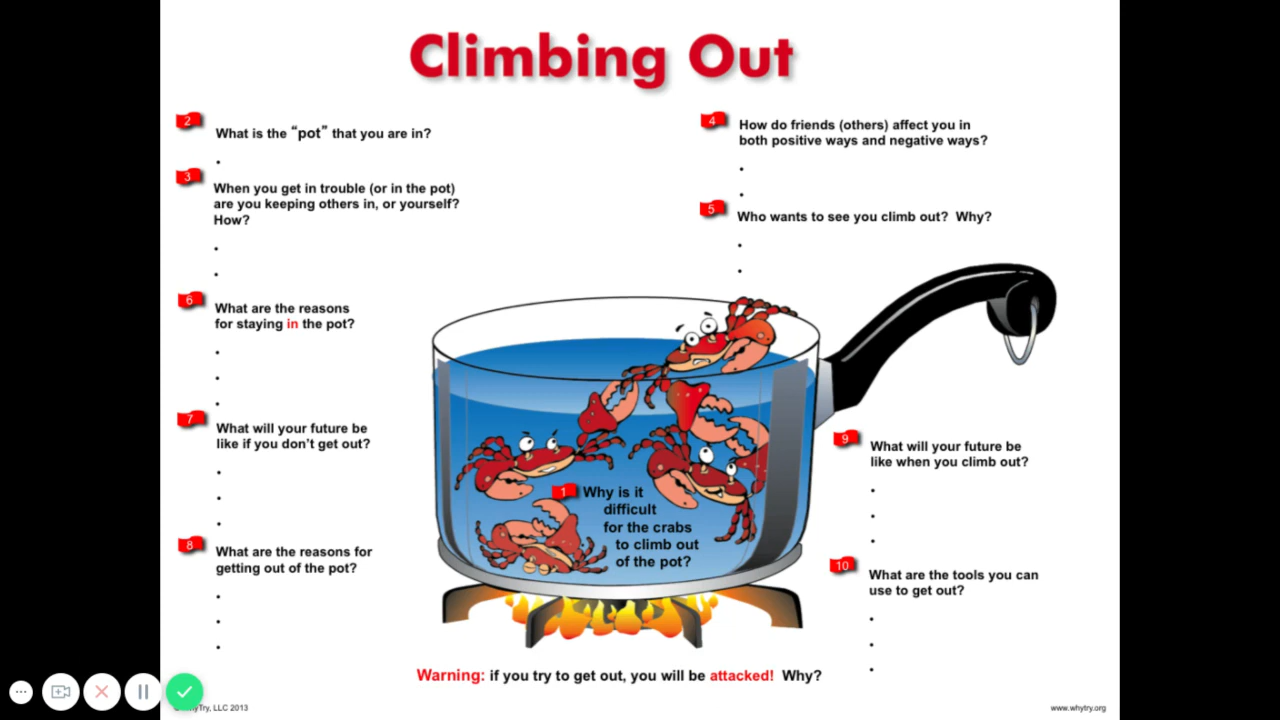 Climbing Out
2
What is the “pot” that you are in?
•
3
When you get in trouble (or in the pot)
are you keeping others in, or yourself?
How?
•
•
4
How do friends (others) affect you in
both positive ways and negative ways?
•
•
5
Who wants to see you climb out?  Why?
•
•
6
What are the reasons
for staying in the pot?
•
•
•
7
What will your future be
like if you don’t get out?
•
•
•
8
What are the reasons for
getting out of the pot?
•
•
•
1
Why is it
difficult
for the crabs
to climb out
of the pot?
9
What will your future be
like when you climb out?
•
•
•
10
What are the tools you can
use to get out?
•
•
•
Warning: if you try to get out, you will be attacked!  Why?
Try, LLC 2013
www.whytry.org